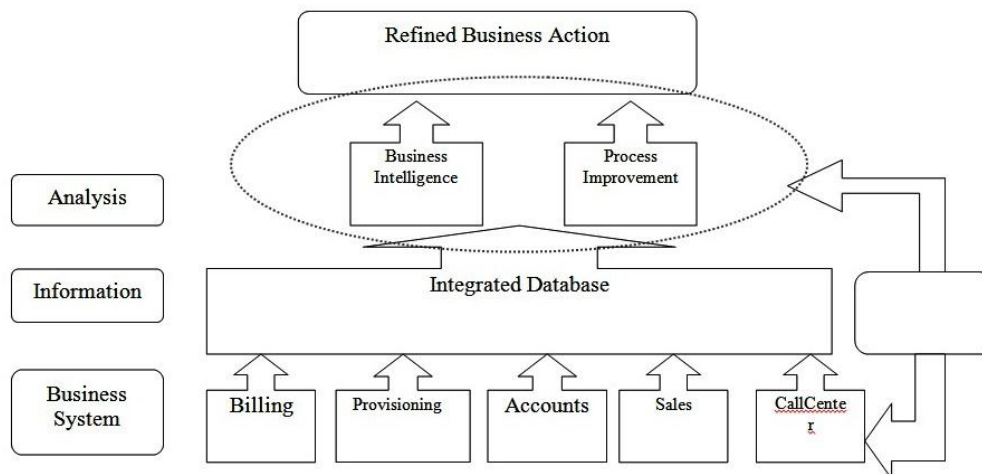 Refined Business Action
Business
Intelligence
Process
Improvement
Analysis
Information
Integrated Database
Business
System
Billing
Provisioning
Accounts
Sales
CallCente
r